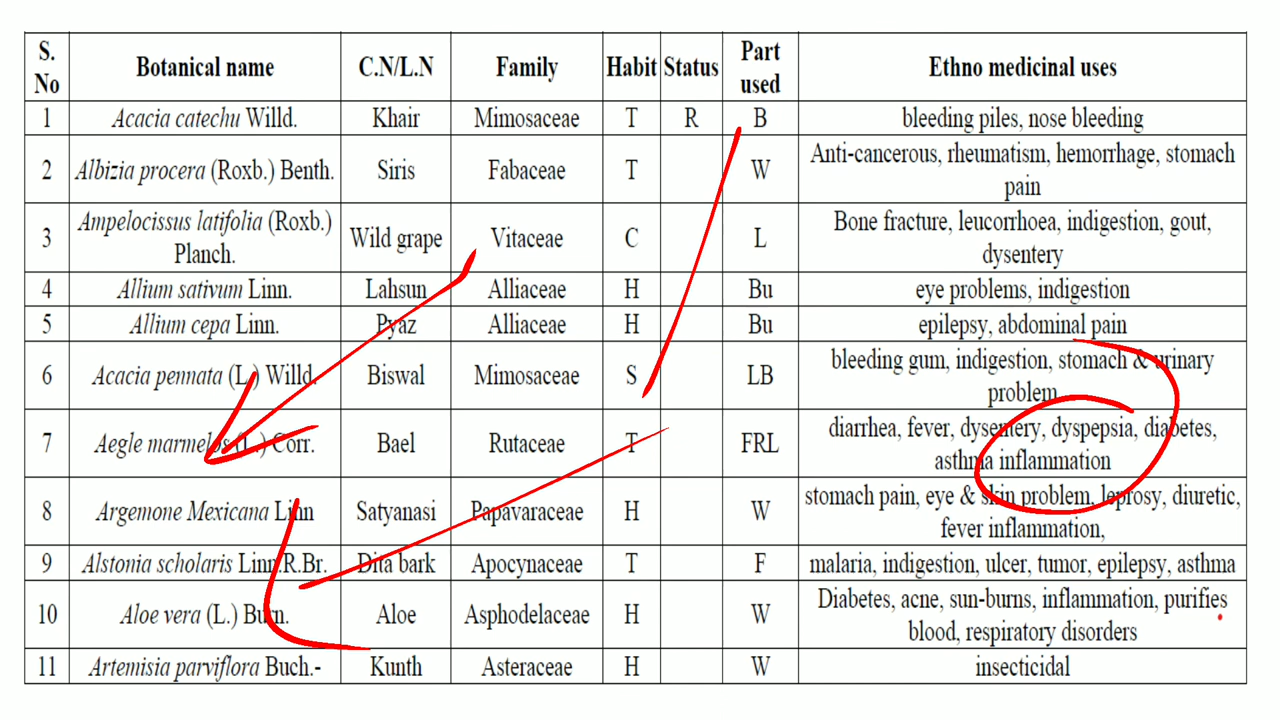 S. No Botanical name C.N/L.N Family Habit Status Part used Ethno medicinal uses
1 Acacia catechu Willd. Khair Mimosaceae T R B bleeding piles, nose bleeding
2 Albizia procera (Roxb.) Benth. Siris Fabaceae T W Anti-cancerous, rheumatism, hemorrhage, stomach pain
3 Ampelocissus latifolia (Roxb.) Planch. Wild grape Vitaceae C L Bone fracture, leucorrhoea, indigestion, gout, dysentery
4 Allium sativum Linn. Lahsun Alliaceae H Bu eye problems, indigestion
5 Allium cepa Linn. Pyaz Alliaceae H Bu epilepsy, abdominal pain
6 Acacia pennata (L.) Willd. Biswal Mimosaceae S LB bleeding gum, indigestion, stomach & urinary problem
7 Aegle marmelos (L.) Corr. Bael Rutaceae T FRL diarrhea, fever, dysentery, dyspepsia, diabetes, asthma inflammation
8 Argemone Mexicana Linn Satyanasi Papavaraceae H W stomach pain, eye & skin problem, leprosy, diuretic, fever inflammation,
9 Alstonia scholaris Linn.R.Br. Dita bark Apocynaceae T F malaria, indigestion, ulcer, tumor, epilepsy, asthma
10 Aloe vera (L.) Burn. Aloe Asphodelaceae H W Diabetes, acne, sun-burns, inflammation, purifies blood, respiratory disorders
11 Artemisia parviflora Buch.- Kunth Asteraceae H W insecticidal